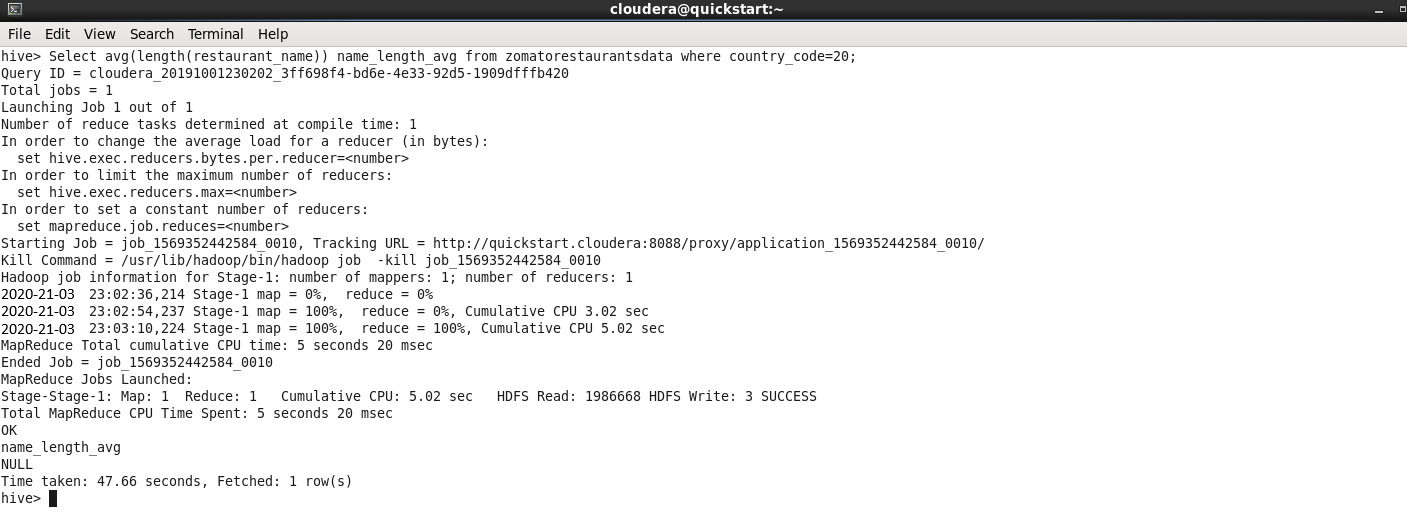 cloudera@quickstart:~
File Edit View Search Terminal Help
hive> Select avg(length(restaurant_name)) name_length_avg from zomatorestaurantsdata where country_code=20;
Query ID = cloudera_20191001230202_3ff698f4-bd6e-4e33-92d5-1909dfffb420
Total jobs = 1
Launching Job 1 out of 1
Number of reduce tasks determined at compile time: 1
In order to change the average load for a reducer (in bytes):
  set hive.exec.reducers.bytes.per.reducer=<number>
In order to limit the maximum number of reducers:
  set hive.exec.reducers.max=<number>
In order to set a constant number of reducers:
  set mapreduce.job.reduces=<number>
Starting Job = job_1569352442584_0010, Tracking URL = http://quickstart.cloudera:8088/proxy/application_1569352442584_0010/
Kill Command = /usr/lib/hadoop/bin/hadoop job  -kill job_1569352442584_0010
Hadoop job information for Stage-1: number of mappers: 1; number of reducers: 1
2020-21-03 23:02:36,214 Stage-1 map = 0%,  reduce = 0%
2020-21-03 23:02:54,237 Stage-1 map = 100%,  reduce = 0%, Cumulative CPU 3.02 sec
2020-21-03 23:03:10,224 Stage-1 map = 100%,  reduce = 100%, Cumulative CPU 5.02 sec
MapReduce Total cumulative CPU time: 5 seconds 20 msec
Ended Job = job_1569352442584_0010
MapReduce Jobs Launched:
Stage-Stage-1: Map: 1  Reduce: 1   Cumulative CPU: 5.02 sec   HDFS Read: 1986668 HDFS Write: 3 SUCCESS
Total MapReduce CPU Time Spent: 5 seconds 20 msec
OK
name_length_avg
NULL
Time taken: 47.66 seconds, Fetched: 1 row(s)
hive>